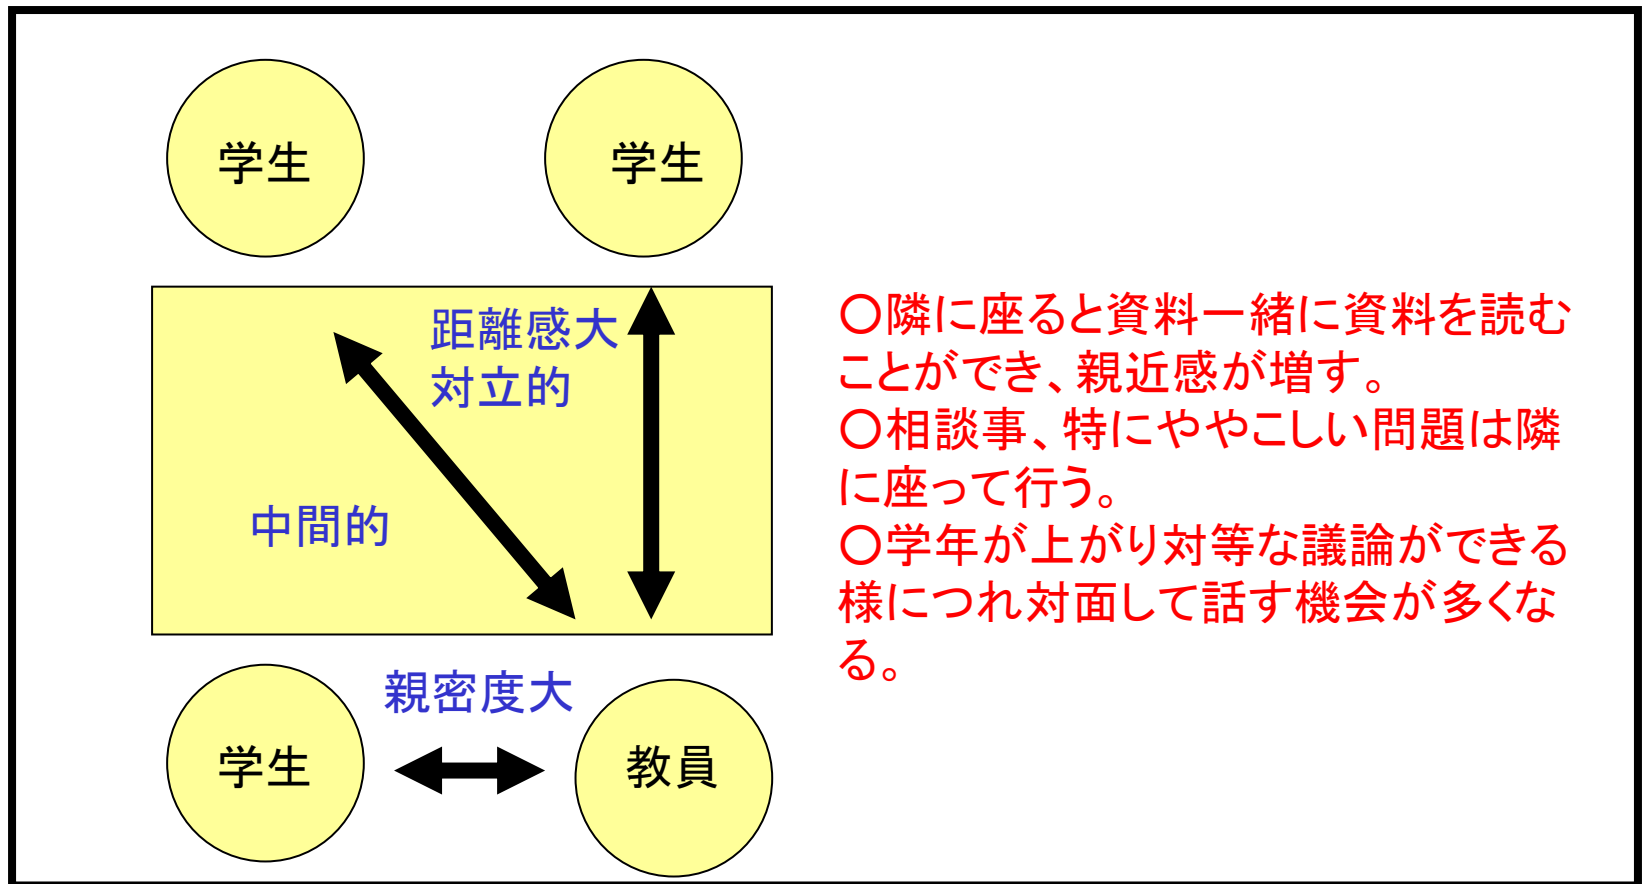 学生
学生
距離感大
対立的
中間的
親密度大
学生
教員
○隣に座ると資料一緒に資料を読む
ことができ、親近感が増す。
○相談事、特にややこしい問題は隣
に座って行う。
○学年が上がり対等な議論ができる
様につれ対面して話す機会が多くな
る。